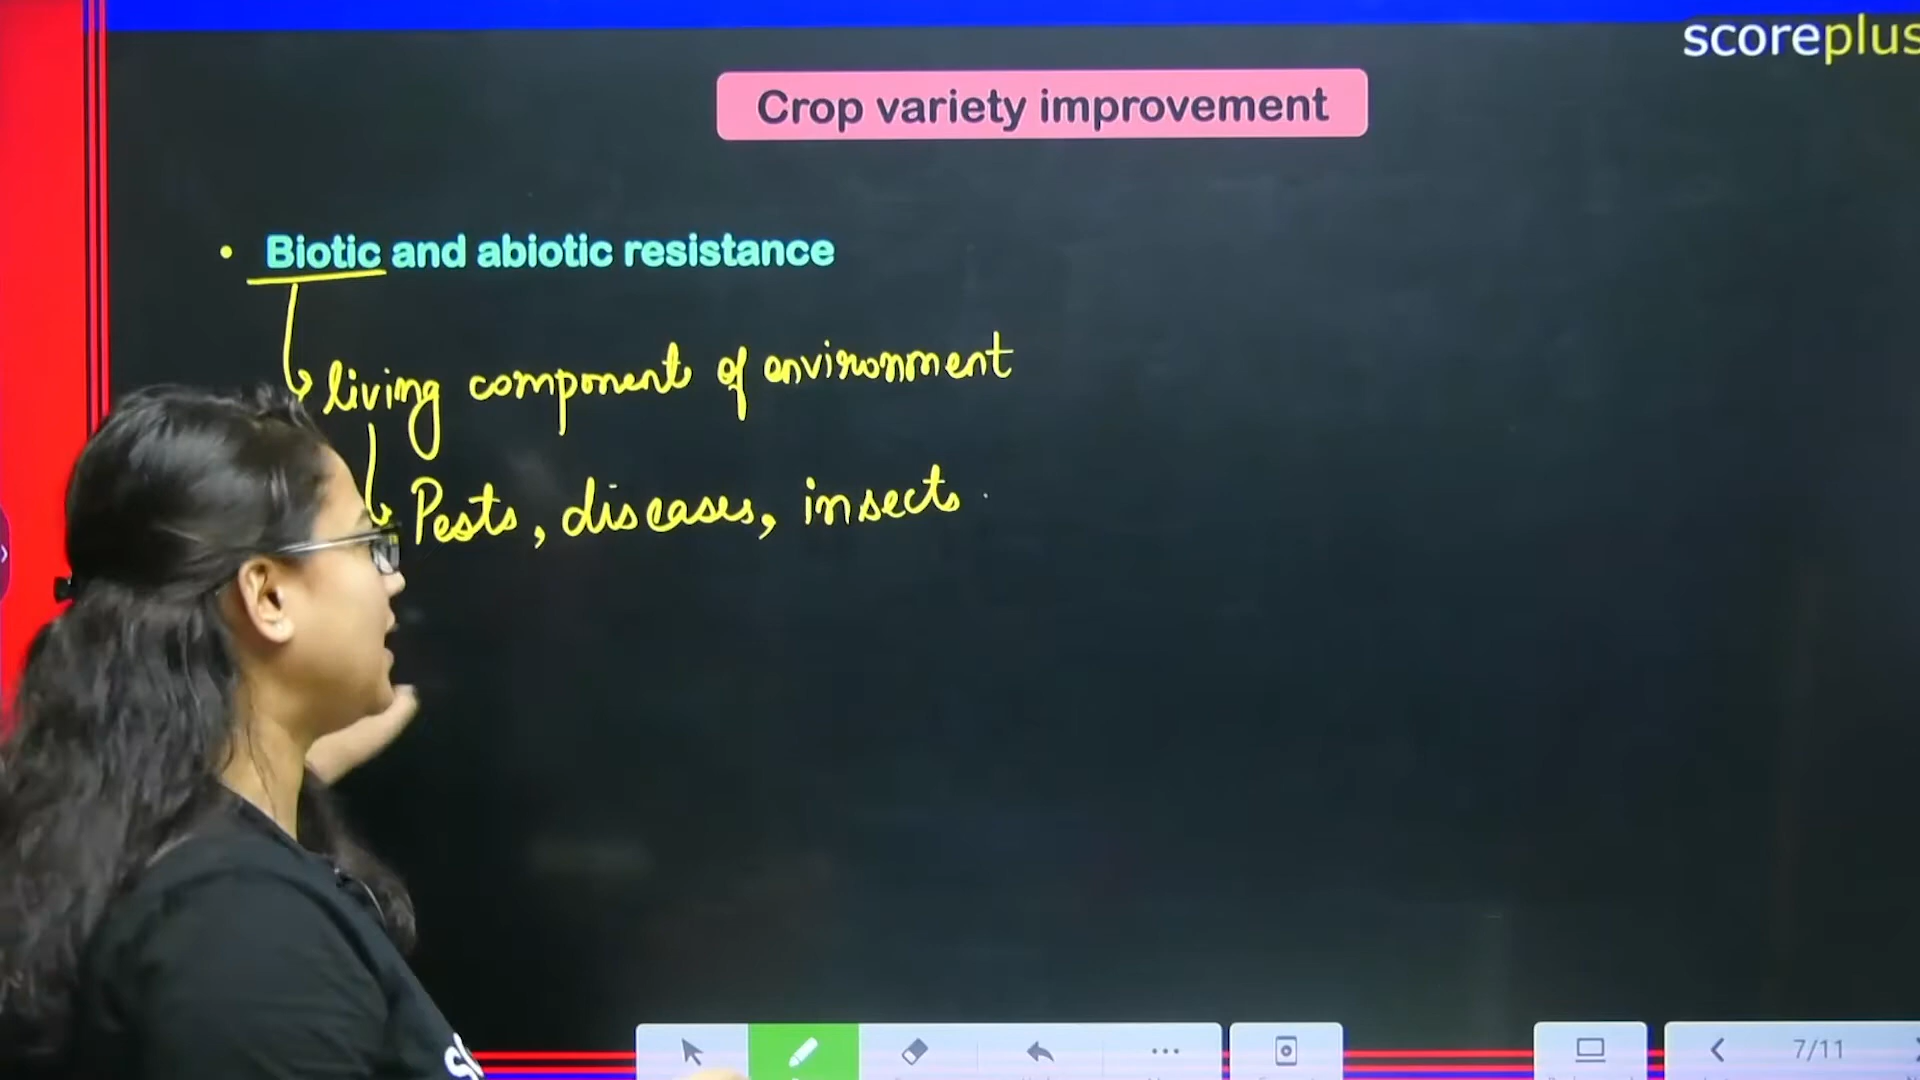 scoreplus
Crop variety improvement
• Biotic and abiotic resistance
living component of environment
Pests, diseases, insects
7/11